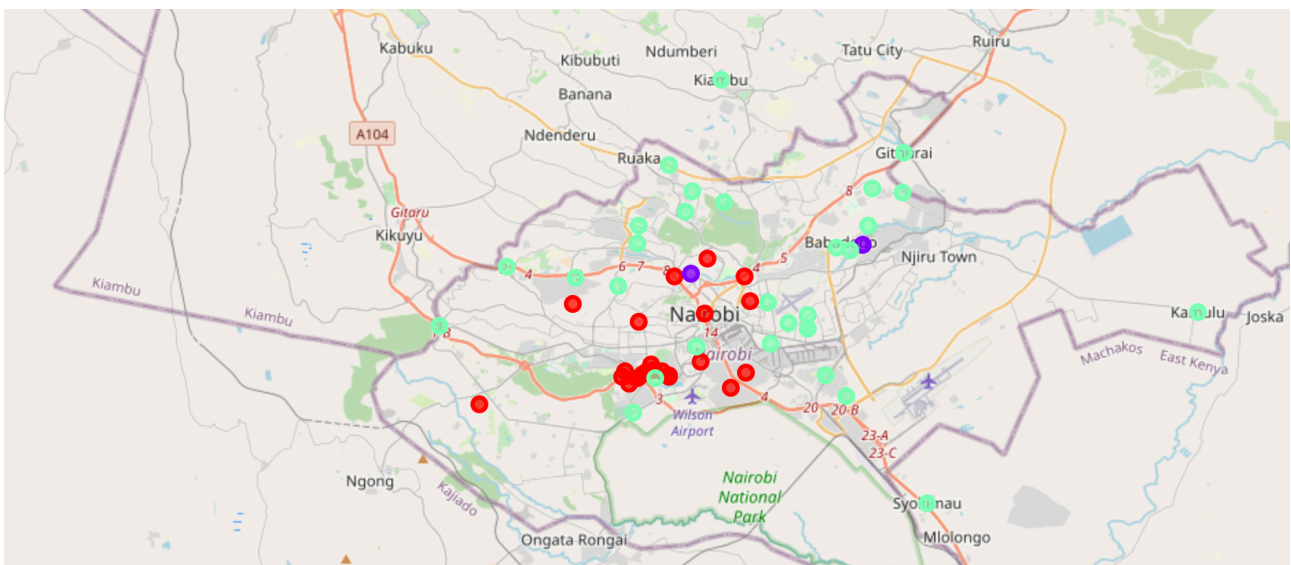 Kabuku
Ndumberi
Tatu City
Ruiru
Kibubuti
Kiambu
Banana
A104
Ndenderu
Ruaka
Githurai
8
Gitaru
Kikuyu
Babadogo
Njiru Town
4
6
7
8
4
5
Kiambu
Kiambu
Nairobi
Kamulu
Joska
14
Nairobi
Machakos
East Kenya
3
4
20
20-B
Wilson
Airport
23-A
23-C
Ngong
Kajiado
Nairobi
National
Park
Syokimau
Ongata Rongai
Mlolongo